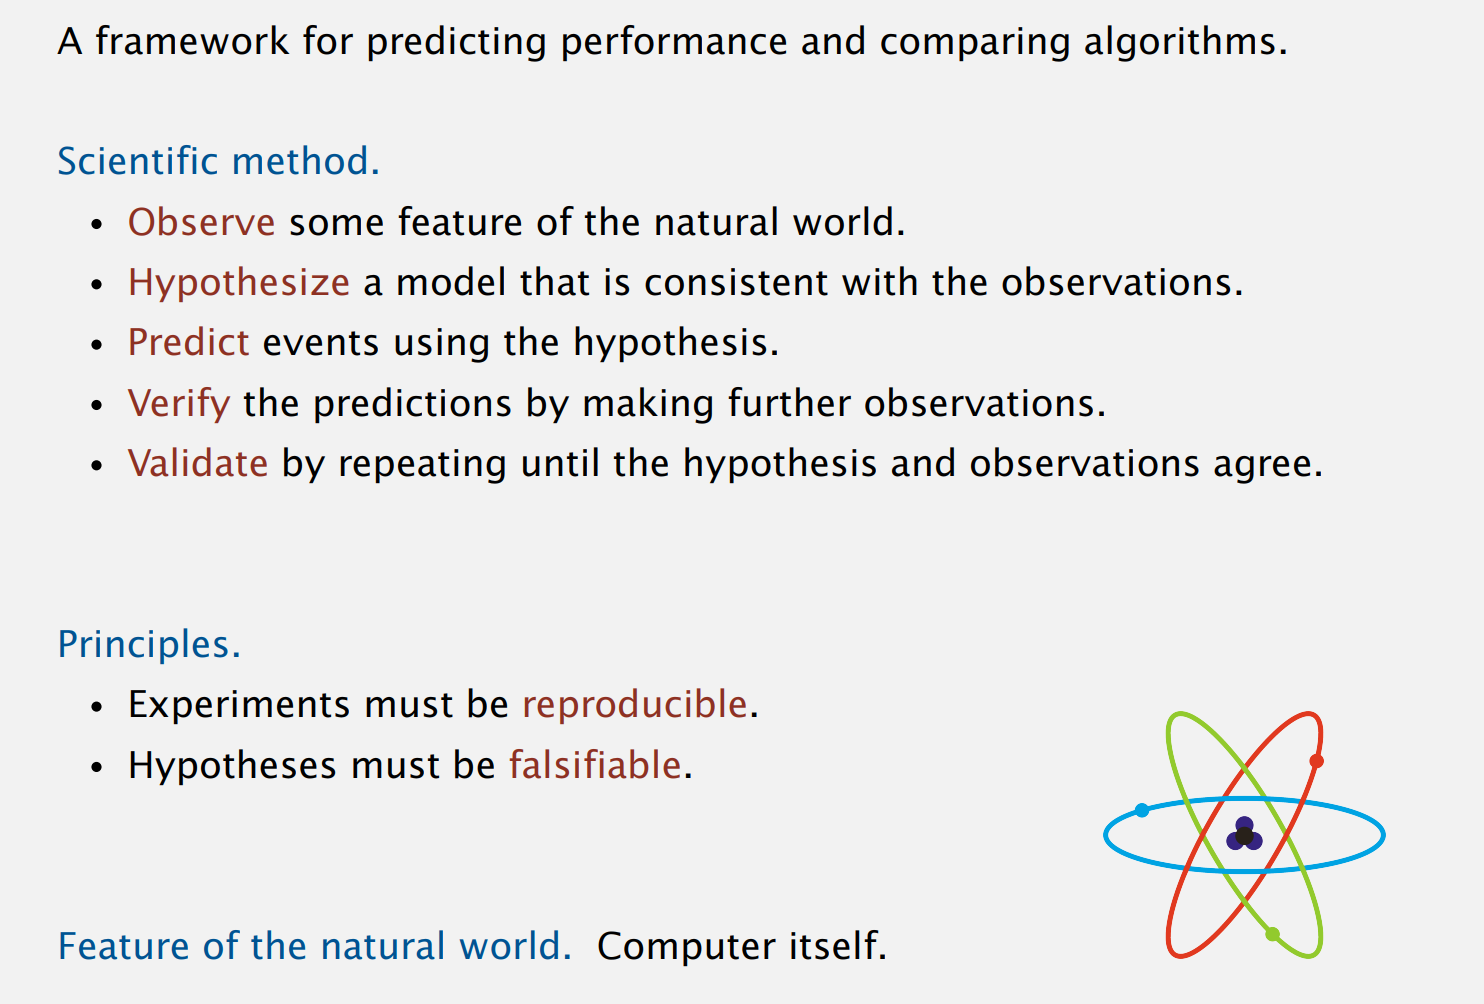 A framework for predicting performance and comparing algorithms.
Scientific method.
• Observe some feature of the natural world.
• Hypothesize a model that is consistent with the observations.
• Predict events using the hypothesis.
• Verify the predictions by making further observations.
• Validate by repeating until the hypothesis and observations agree.
Principles.
• Experiments must be reproducible.
• Hypotheses must be falsifiable.
Feature of the natural world. Computer itself.